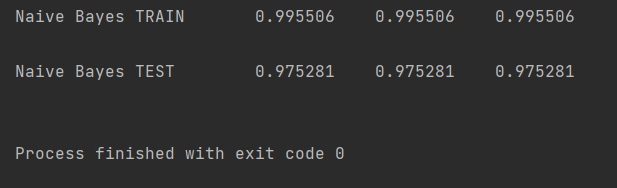 Naive Bayes TRAIN 0.995506 0.995506 0.995506
Naive Bayes TEST 0.975281 0.975281 0.975281
Process finished with exit code 0